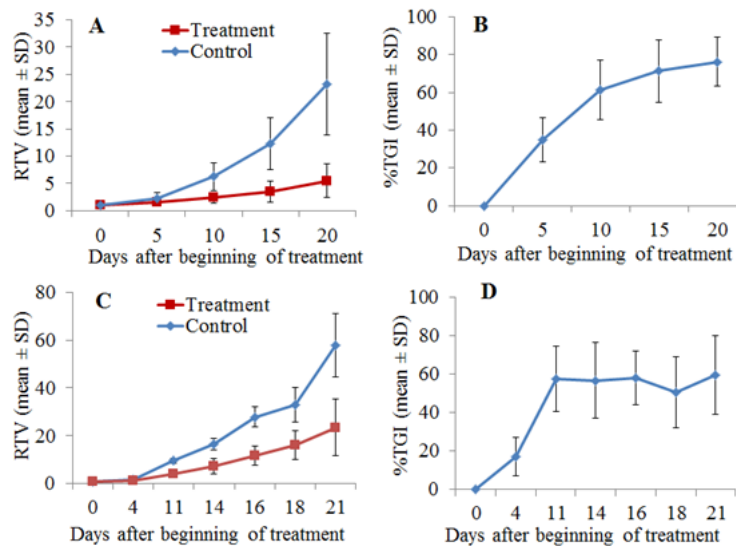 A
Treatment
Control
RTV (mean ± SD)
35
30
25
20
15
10
5
0
0 5 10 15 20
Days after beginning of treatment
B
%TGI (mean ± SD)
100
80
60
40
20
0
0 5 10 15 20
Days after beginning of treatment
C
Treatment
Control
RTV (mean ± SD)
80
60
40
20
0
0 4 11 14 16 18 21
Days after beginning of treatment
D
%TGI (mean ± SD)
100
80
60
40
20
0
0 4 11 14 16 18 21
Days after beginning of treatment